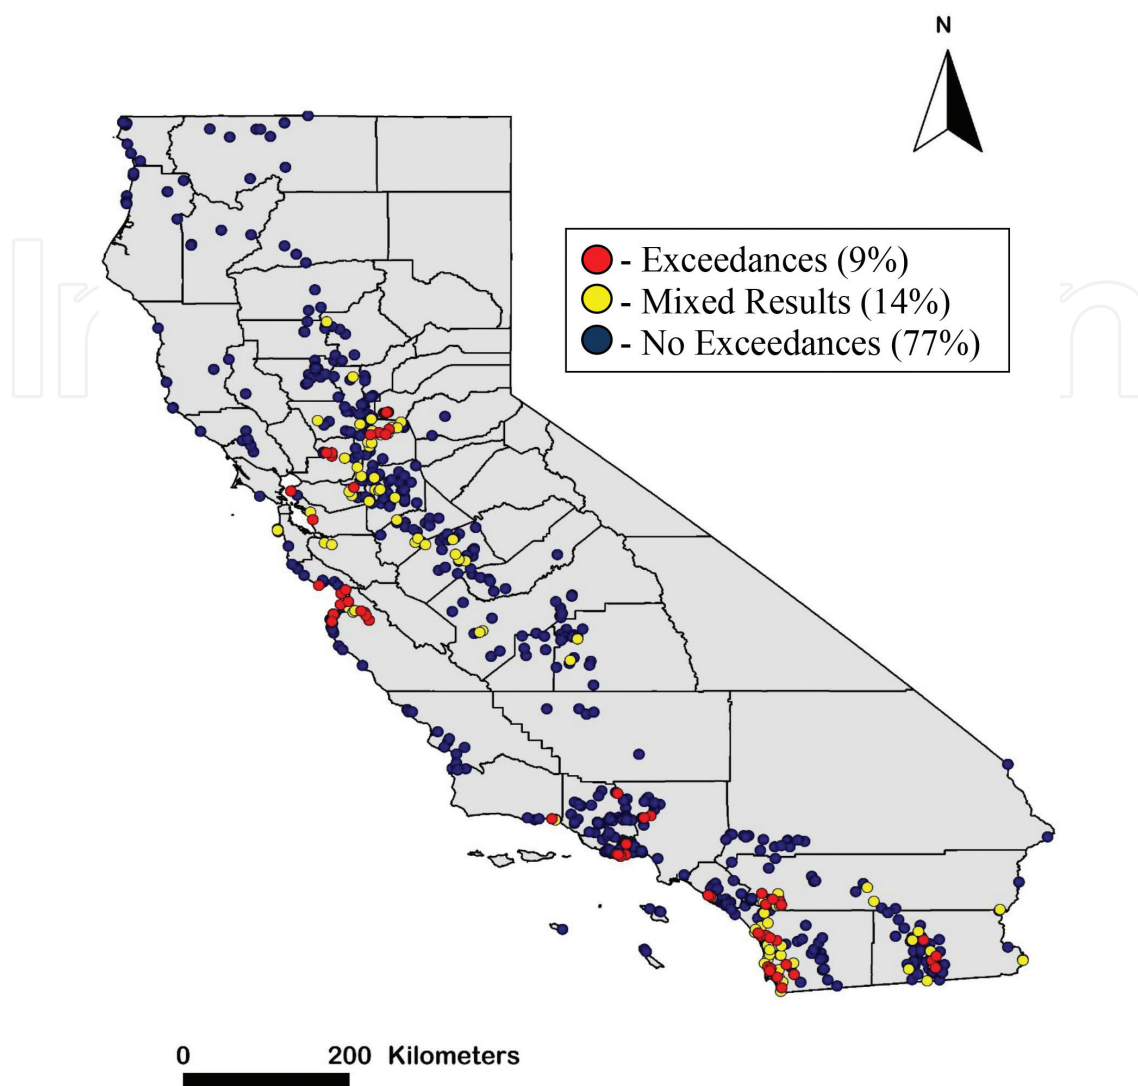 N
- Exceedances (9%)
- Mixed Results (14%)
- No Exceedances (77%)
0 200 Kilometers